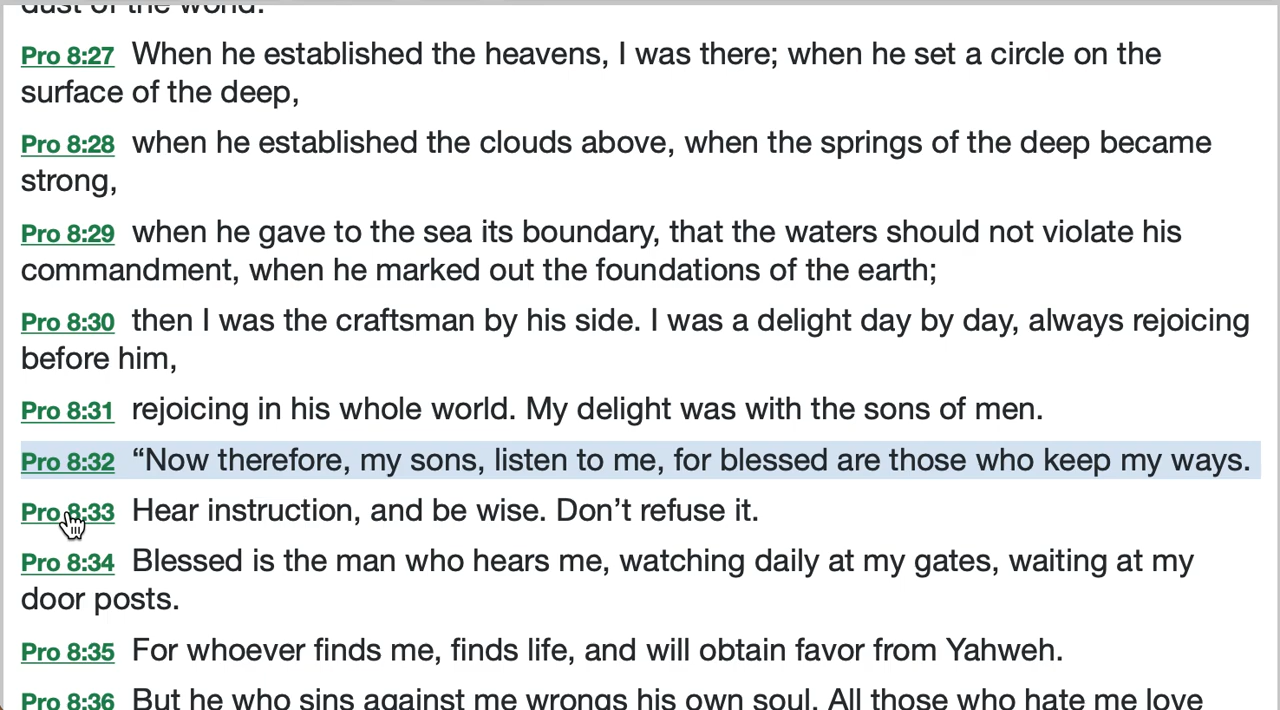 dust of the world.
Pro 8:27 When he established the heavens, I was there; when he set a circle on the
surface of the deep,
Pro 8:28 when he established the clouds above, when the springs of the deep became
strong,
Pro 8:29 when he gave to the sea its boundary, that the waters should not violate his
commandment, when he marked out the foundations of the earth;
Pro 8:30 then I was the craftsman by his side. I was a delight day by day, always rejoicing
before him,
Pro 8:31 rejoicing in his whole world. My delight was with the sons of men.
Pro 8:32 “Now therefore, my sons, listen to me, for blessed are those who keep my ways.
Pro 8:33 Hear instruction, and be wise. Don’t refuse it.
Pro 8:34 Blessed is the man who hears me, watching daily at my gates, waiting at my
door posts.
Pro 8:35 For whoever finds me, finds life, and will obtain favor from Yahweh.
Pro 8:36 But he who sins against me wrongs his own soul. All those who hate me love